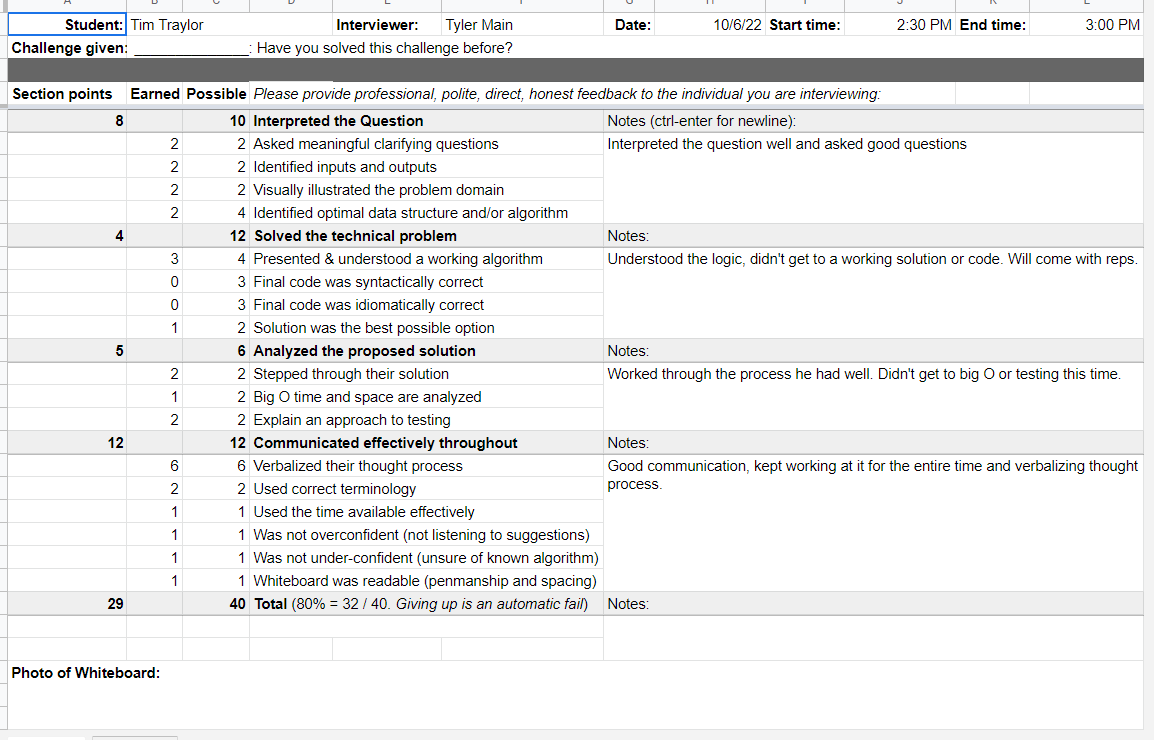 Student: Tim Traylor Interviewer: Tyler Main Date: 10/6/22 Start time: 2:30 PM End time: 3:00 PM
Challenge given: ______________: Have you solved this challenge before?
Section points Earned Possible Please provide professional, polite, direct, honest feedback to the individual you are interviewing:
8 10 Interpreted the Question Notes (ctrl-enter for newline):
2 2 Asked meaningful clarifying questions Interpreted the question well and asked good questions
2 2 Identified inputs and outputs
2 2 Visually illustrated the problem domain
2 4 Identified optimal data structure and/or algorithm
4 12 Solved the technical problem Notes:
3 4 Presented & understood a working algorithm Understood the logic, didn't get to a working solution or code. Will come with reps.
0 3 Final code was syntactically correct
0 3 Final code was idiomatically correct
1 2 Solution was the best possible option
5 6 Analyzed the proposed solution Notes:
2 2 Stepped through their solution Worked through the process he had well. Didn't get to big O or testing this time.
1 2 Big O time and space are analyzed
2 2 Explain an approach to testing
12 12 Communicated effectively throughout Notes:
6 6 Verbalized their thought process Good communication, kept working at it for the entire time and verbalizing thought
process.
2 2 Used correct terminology
1 1 Used the time available effectively
1 1 Was not overconfident (not listening to suggestions)
1 1 Was not under-confident (unsure of known algorithm)
1 1 Whiteboard was readable (penmanship and spacing)
29 40 Total (80% = 32 / 40. Giving up is an automatic fail) Notes:
Photo of Whiteboard: